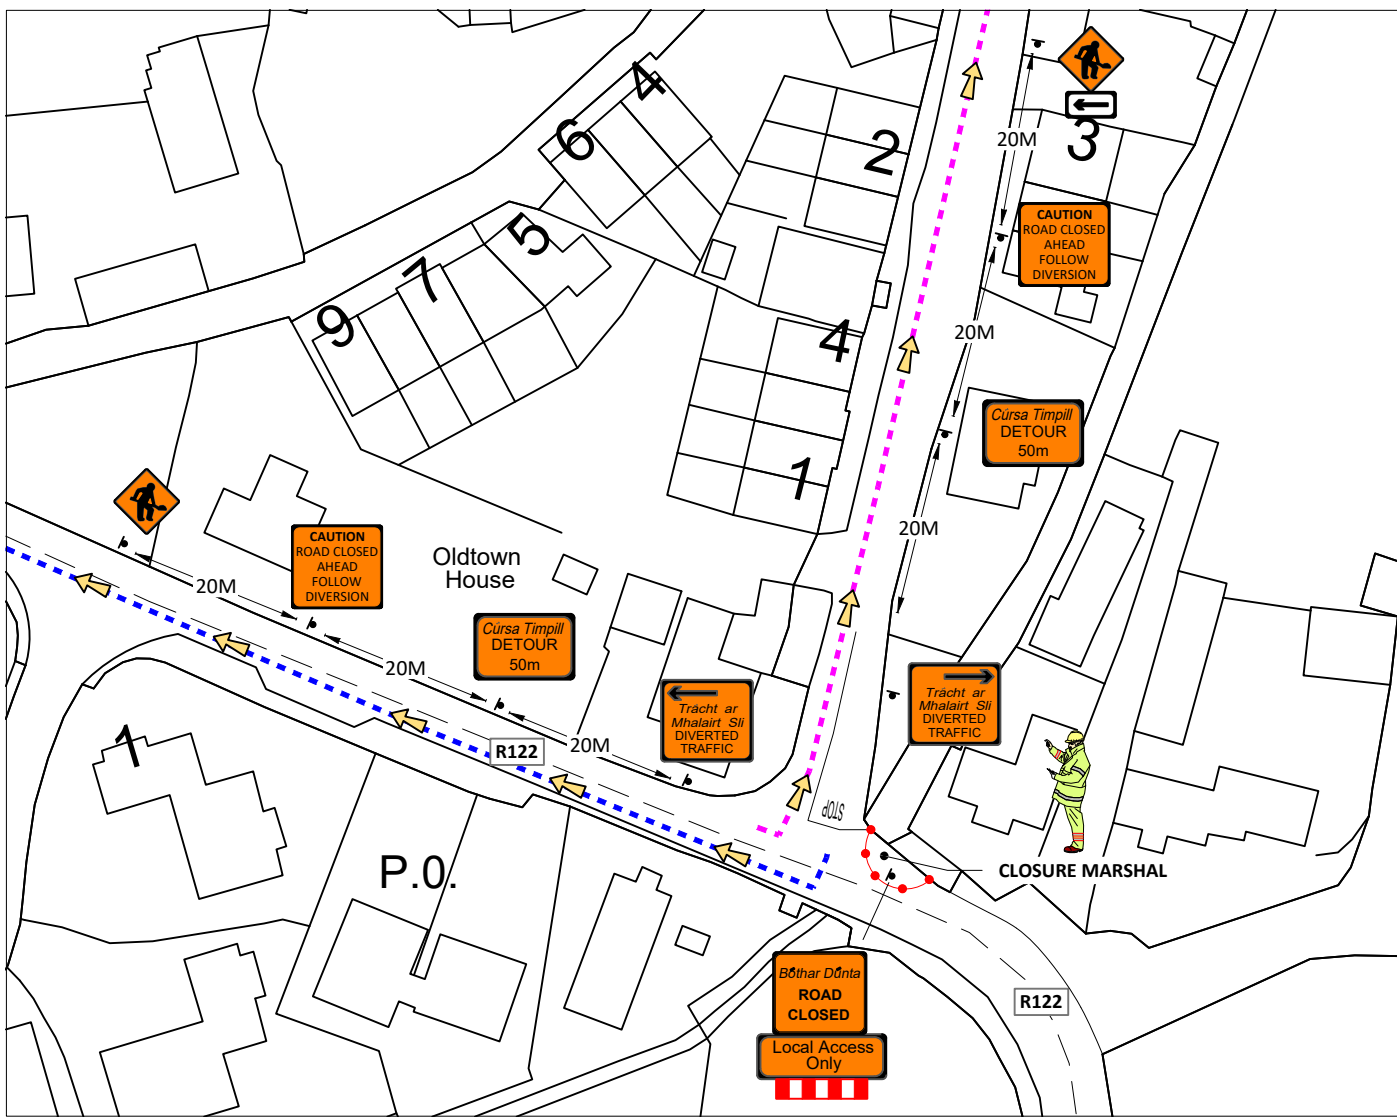 4
6
2
3
20M
CAUTION
ROAD CLOSED
AHEAD
FOLLOW
DIVERSION
5
7
9
4
20M
Cúrsa Timpill
DETOUR
50m
1
20M
CAUTION
ROAD CLOSED
AHEAD
FOLLOW
DIVERSION
Oldtown
House
20M
Cúrsa Timpill
DETOUR
50m
20M
Trácht ar
Mhalairt Slí
DIVERTED
TRAFFIC
Trácht ar
Mhalairt Slí
DIVERTED
TRAFFIC
1
R122
20M
STOP
P.O.
CLOSURE MARSHAL
Bóthar Dúnta
ROAD
CLOSED
Local Access
Only
R122